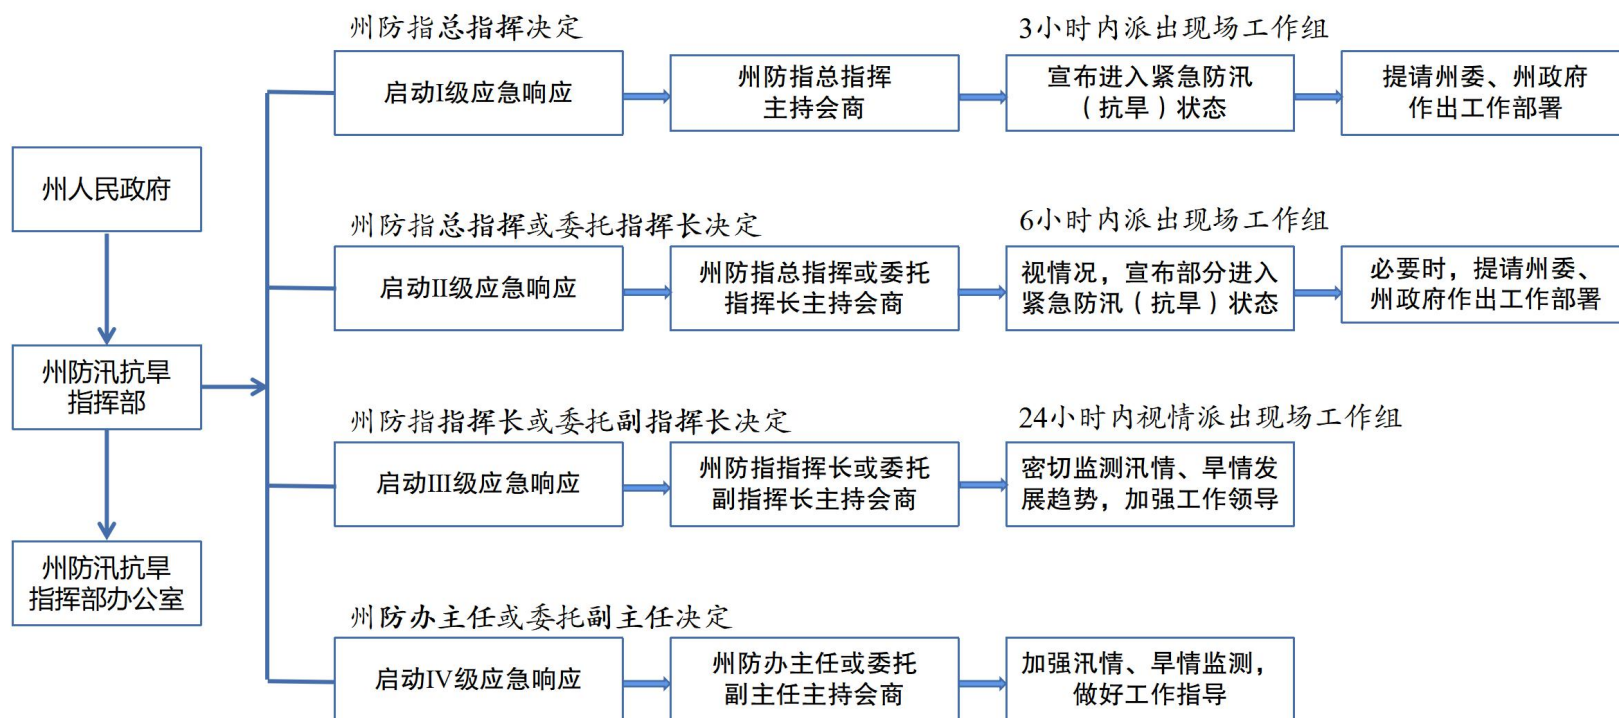 州人民政府
州防汛抗旱
指挥部
州防汛抗旱
指挥部办公室
州防指总指挥决定
启动I级应急响应
州防指总指挥
主持会商
3小时内派出现场工作组
宣布进入紧急防汛
（抗旱）状态
提请州委、州政府
作出工作部署
州防指总指挥或委托指挥长决定
启动II级应急响应
州防指总指挥或委托
指挥长主持会商
6小时内派出现场工作组
视情况，宣布部分进入
紧急防汛（抗旱）状态
必要时，提请州委、
州政府作出工作部署
州防指指挥长或委托副指挥长决定
启动III级应急响应
州防指指挥长或委托
副指挥长主持会商
24小时内视情派出现场工作组
密切监测汛情、旱情发
展趋势，加强工作领导
州防办主任或委托副主任决定
启动IV级应急响应
州防办主任或委托
副主任主持会商
加强汛情、旱情监测，
做好工作指导